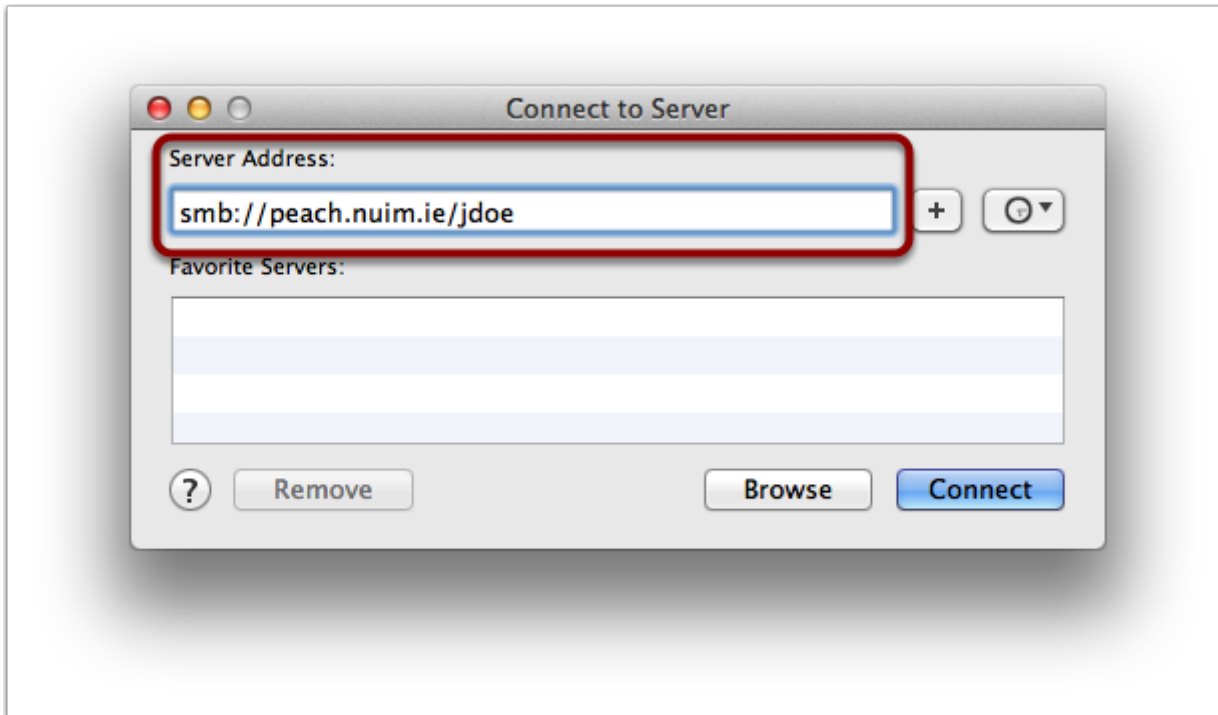 Connect to Server
Server Address:
smb://peach.nuim.ie/jdoe
+
Favorite Servers:
? Remove Browse Connect